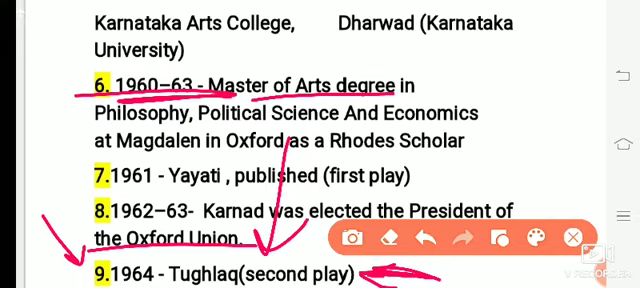 Karnataka Arts College, Dharwad (Karnataka
University)
6. 1960–63 - Master of Arts degree in
Philosophy, Political Science And Economics
at Magdalen in Oxford as a Rhodes Scholar
7.1961 - Yayati , published (first play)
8.1962–63- Karnad was elected the President of
the Oxford Union.
9.1964 - Tughlaq(second play)
V RECORDER